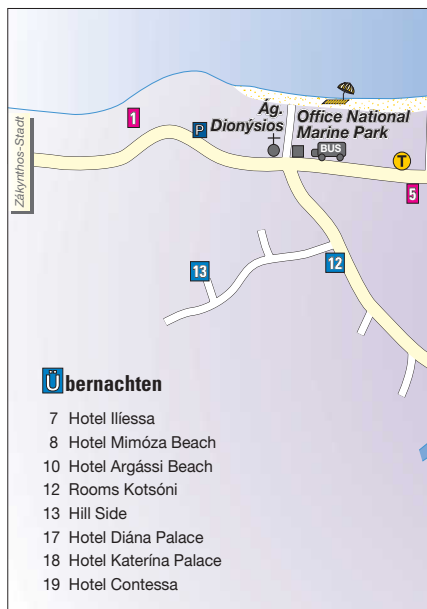 1
P
Ág.
Dionýsios
Office National
Marine Park
BUS
T
5
Zákynthos-Stadt
12
13
Übernachten
7 Hotel Ilíessa
8 Hotel Mimóza Beach
10 Hotel Argássi Beach
12 Rooms Kotsóni
13 Hill Side
17 Hotel Diána Palace
18 Hotel Katerína Palace
19 Hotel Contessa